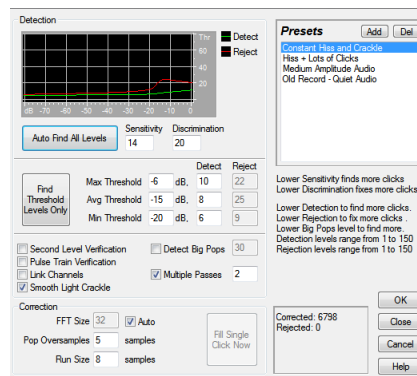 Detection
Thr
60
40
20
dB -70 -60 -50 -40 -30 -20 -10 0
Detect
Reject
Auto Find All Levels
Sensitivity
14
Discrimination
20
Detect Reject
Find Threshold Levels Only
Max Threshold -6 dB, 10 22
Avg Threshold -15 dB, 8 25
Min Threshold -20 dB, 6 9
Second Level Verification
Detect Big Pops 30
Pulse Train Verification
Link Channels
Multiple Passes 2
Smooth Light Crackle
Correction
FFT Size 32 Auto
Pop Oversamples 5 samples
Run Size 8 samples
Fill Single
Click Now
Presets
Add
Del
Constant Hiss and Crackle
Hiss + Lots of Clicks
Medium Amplitude Audio
Old Record - Quiet Audio
Lower Sensitivity finds more clicks
Lower Discrimination fixes more clicks
Lower Detection to find more clicks.
Lower Rejection to fix more clicks .
Lower Big Pops level to find more.
Detection levels range from 1 to 150
Rejection levels range from 1 to 150
Corrected: 6798
Rejected: 0
OK
Close
Cancel
Help